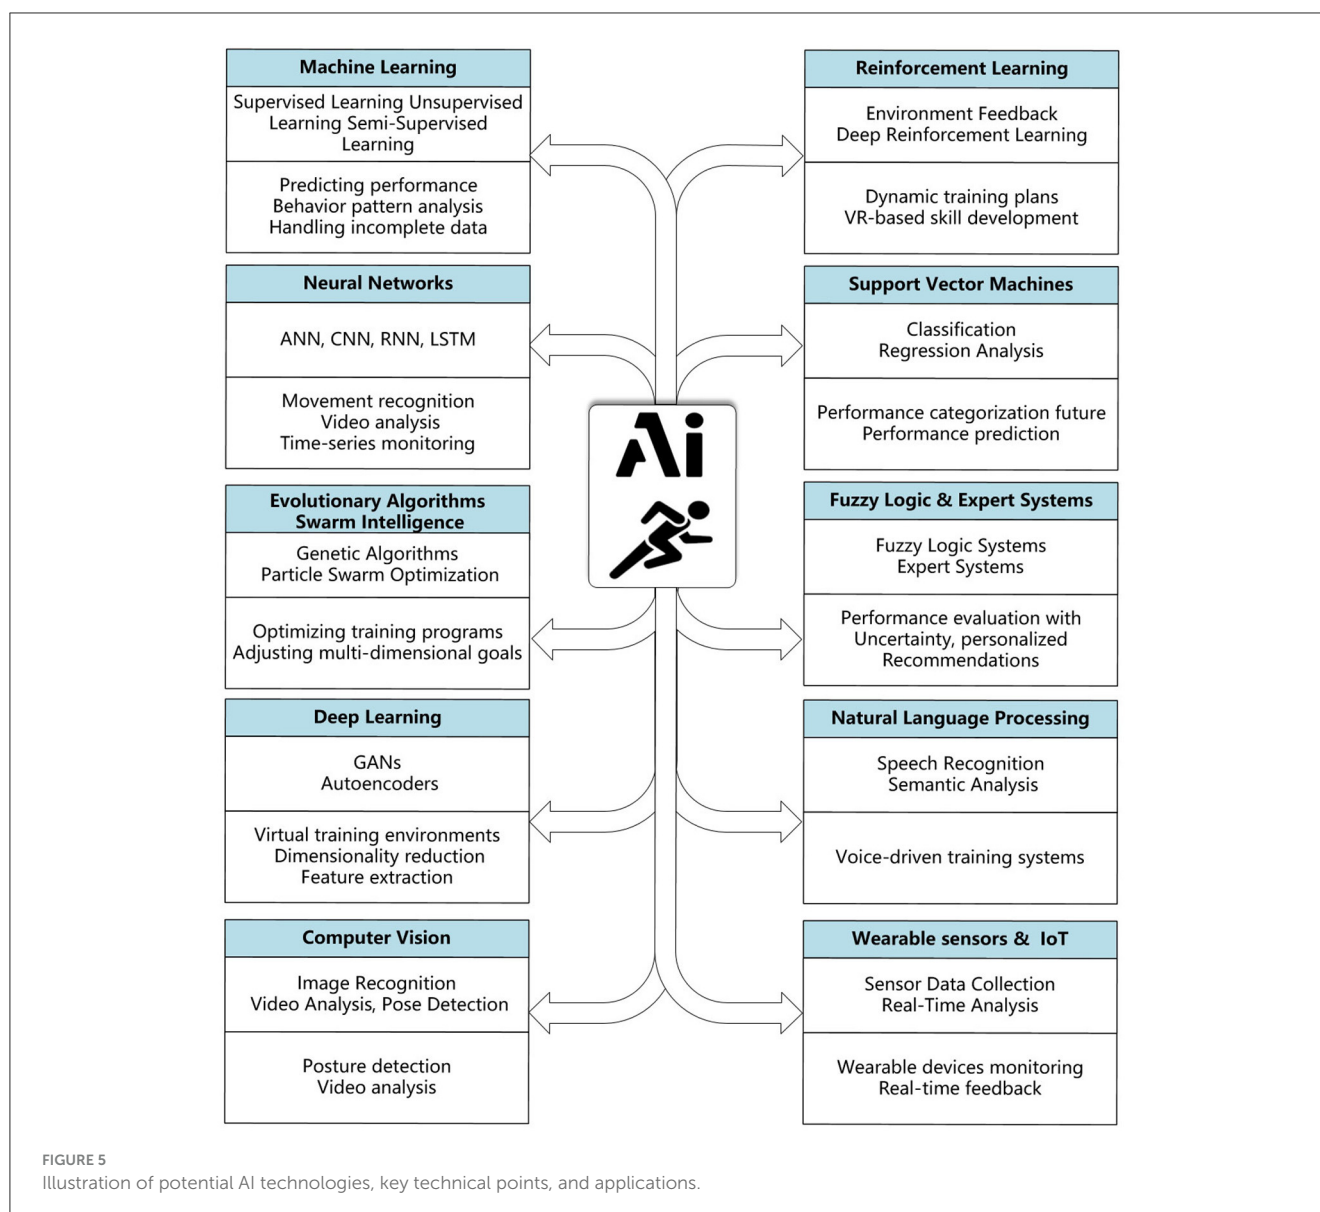 Machine Learning
Supervised Learning Unsupervised
Learning Semi-Supervised
Learning
Predicting performance
Behavior pattern analysis
Handling incomplete data
Neural Networks
ANN, CNN, RNN, LSTM
Movement recognition
Video analysis
Time-series monitoring
Evolutionary Algorithms
Swarm Intelligence
Genetic Algorithms
Particle Swarm Optimization
Optimizing training programs
Adjusting multi-dimensional goals
Deep Learning
GANs
Autoencoders
Virtual training environments
Dimensionality reduction
Feature extraction
Computer Vision
Image Recognition
Video Analysis, Pose Detection
Posture detection
Video analysis
Ai
Reinforcement Learning
Environment Feedback
Deep Reinforcement Learning
Dynamic training plans
VR-based skill development
Support Vector Machines
Classification
Regression Analysis
Performance categorization future
Performance prediction
Fuzzy Logic & Expert Systems
Fuzzy Logic Systems
Expert Systems
Performance evaluation with
Uncertainty, personalized
Recommendations
Natural Language Processing
Speech Recognition
Semantic Analysis
Voice-driven training systems
Wearable sensors & IoT
Sensor Data Collection
Real-Time Analysis
Wearable devices monitoring
Real-time feedback
FIGURE 5
Illustration of potential AI technologies, key technical points, and applications.